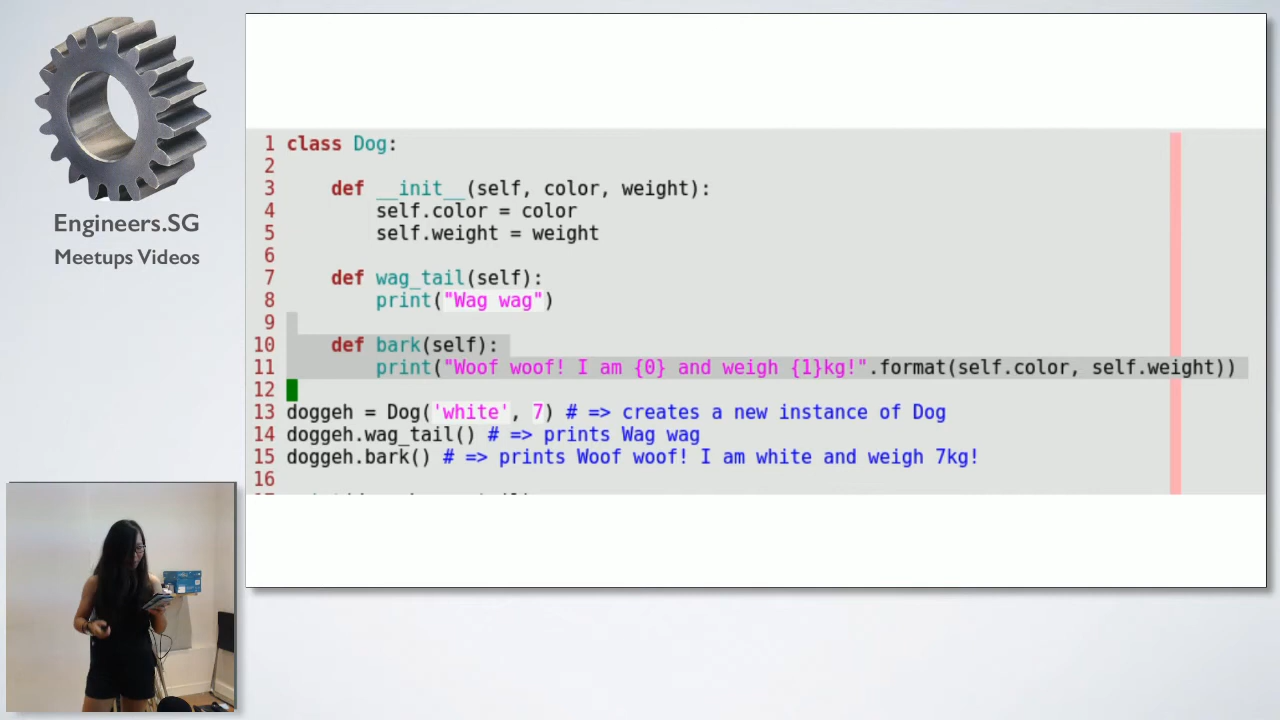 Engineers.SG
Meetups Videos
1 class Dog:
2
3     def __init__(self, color, weight):
4         self.color = color
5         self.weight = weight
6
7     def wag_tail(self):
8         print("Wag wag")
9
10     def bark(self):
11         print("Woof woof! I am {0} and weigh {1}kg!".format(self.color, self.weight))
12
13 doggeh = Dog('white', 7) # => creates a new instance of Dog
14 doggeh.wag_tail() # => prints Wag wag
15 doggeh.bark() # => prints Woof woof! I am white and weigh 7kg!
16